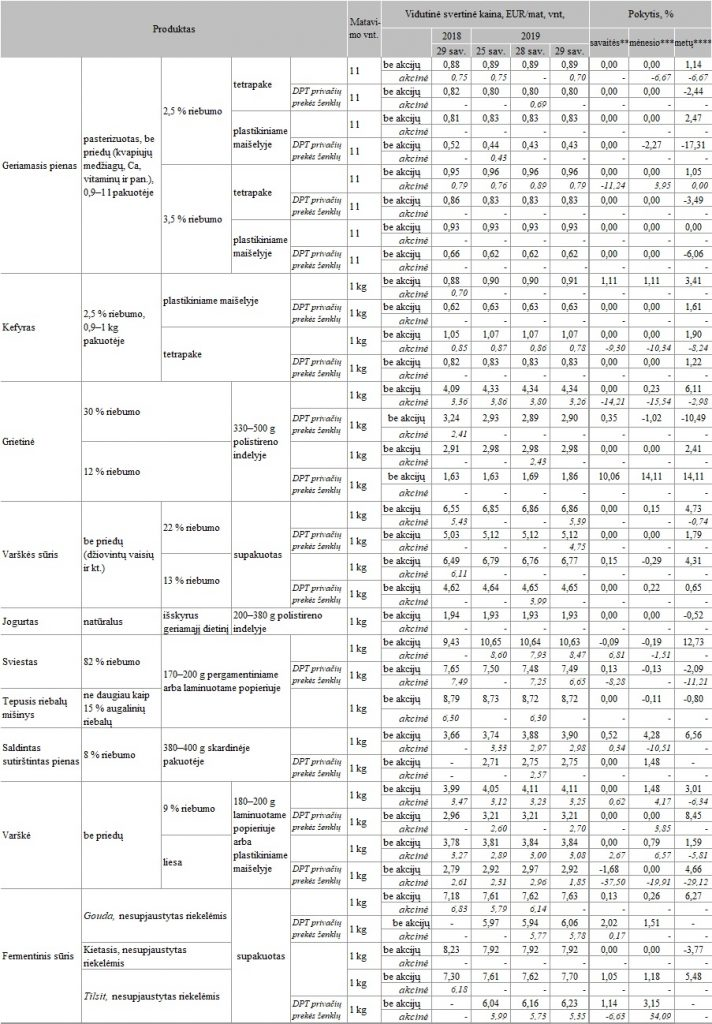 Produktas Matavimo vnt. Vidutinė svertinė kaina, EUR/mat, vnt, Pokytis, %
2018 2019 savaitės** mėnesio*** metų****
29 sav. 25 sav. 28 sav. 29 sav.
Geriamasis pienas pasterizuotas, be priedų (kvapiųjų medžiagų, Ca, vitaminų ir pan.), 0,9–1 l pakuotėje 2,5 % riebumo tetrapake 1 l be akcijų 0,88 0,89 0,89 0,89 0,00 0,00 1,14
akcinė 0,75 0,75 - 0,70 - -6,67 -6,67
DPT privačių prekės ženklų 1 l be akcijų 0,82 0,80 0,80 0,80 0,00 0,00 -2,44
akcinė - - 0,69 - - - -
plastikiniame maišelyje 1 l be akcijų 0,81 0,83 0,83 0,83 0,00 0,00 2,47
akcinė - - - - - - -
DPT privačių prekės ženklų 1 l be akcijų 0,52 0,44 0,43 0,43 0,00 -2,27 -17,31
akcinė - 0,43 - - - - -
3,5 % riebumo tetrapake 1 l be akcijų 0,95 0,96 0,96 0,96 0,00 0,00 1,05
akcinė 0,79 0,76 0,89 0,79 -11,24 3,95 0,00
DPT privačių prekės ženklų 1 l be akcijų 0,86 0,83 0,83 0,83 0,00 0,00 -3,49
akcinė - - - - - - -
plastikiniame maišelyje 1 l be akcijų 0,93 0,93 0,93 0,93 0,00 0,00 0,00
akcinė - - - - - - -
DPT privačių prekės ženklų 1 l be akcijų 0,66 0,62 0,62 0,62 0,00 0,00 -6,06
akcinė - - - - - - -
Kefyras 2,5 % riebumo, 0,9–1 kg pakuotėje plastikiniame maišelyje 1 kg be akcijų 0,88 0,90 0,90 0,91 1,11 1,11 3,41
akcinė 0,70 - - - - - -
DPT privačių prekės ženklų 1 kg be akcijų 0,62 0,63 0,63 0,63 0,00 0,00 1,61
akcinė - - - - - - -
tetrapake 1 kg be akcijų 1,05 1,07 1,07 1,07 0,00 0,00 1,90
akcinė 0,85 0,87 0,86 0,78 -9,30 -10,34 -8,24
DPT privačių prekės ženklų 1 kg be akcijų 0,82 0,83 0,83 0,83 0,00 0,00 1,22
akcinė - - - - - - -
Grietinė 30 % riebumo 330–500 g polistireno indelyje 1 kg be akcijų 4,09 4,33 4,34 4,34 0,00 0,23 6,11
akcinė 3,36 3,86 3,80 3,26 -14,21 -15,54 -2,98
DPT privačių prekės ženklų 1 kg be akcijų 3,24 2,93 2,89 2,90 0,35 -1,02 -10,49
akcinė 2,41 - - - - - -
12 % riebumo 1 kg be akcijų 2,91 2,98 2,98 2,98 0,00 0,00 2,41
akcinė - - 2,43 - - - -
DPT privačių prekės ženklų 1 kg be akcijų 1,63 1,63 1,69 1,86 10,06 14,11 14,11
akcinė - - - - - - -
Varškės sūris be priedų (džiovintų vaisių ir kt.) 22 % riebumo supakuotas 1 kg be akcijų 6,55 6,85 6,86 6,86 0,00 0,15 4,73
akcinė 5,43 - - 5,39 - - -0,74
DPT privačių prekės ženklų 1 kg be akcijų 5,03 5,12 5,12 5,12 0,00 0,00 1,79
akcinė - - - 4,75 - - -
13 % riebumo 1 kg be akcijų 6,49 6,79 6,76 6,77 0,15 -0,29 4,31
akcinė 6,11 - - - - - -
DPT privačių prekės ženklų 1 kg be akcijų 4,62 4,64 4,65 4,65 0,00 0,22 0,65
akcinė - - 3,99 - - - -
Jogurtas natūralus išskyrus geriamąjį dietinį 200–380 g polistireno indelyje 1 kg be akcijų 1,94 1,93 1,93 1,93 0,00 0,00 -0,52
akcinė - - - - - - -
Sviestas 82 % riebumo 170–200 g pergamentiniame arba laminuotame popieriuje 1 kg be akcijų 9,43 10,65 10,64 10,63 -0,09 -0,19 12,73
akcinė - 8,60 7,93 8,47 6,81 -1,51 -
DPT privačių prekės ženklų 1 kg be akcijų 7,65 7,50 7,48 7,49 0,13 -0,13 -2,09
akcinė 7,49 - 7,25 6,65 -8,28 - -11,21
Tepusis riebalų mišinys ne daugiau kaip 15 % augalinių riebalų 1 kg be akcijų 8,79 8,73 8,72 8,72 0,00 -0,11 -0,80
akcinė 6,30 - 6,30 - - - -
Saldintas sutirštintas pienas 8 % riebumo 380–400 g skardinėje pakuotėje 1 kg be akcijų 3,66 3,74 3,88 3,90 0,52 4,28 6,56
akcinė - 3,33 2,97 2,98 0,34 -10,51 -
DPT privačių prekės ženklų 1 kg be akcijų - 2,71 2,75 2,75 0,00 1,48 -
akcinė - - 2,57 - - - -
Varškė be priedų 9 % riebumo 180–200 g laminuotame popieriuje arba plastikiniame maišelyje 1 kg be akcijų 3,99 4,05 4,11 4,11 0,00 1,48 3,01
akcinė 3,47 3,12 3,23 3,25 0,62 4,17 -6,34
DPT privačių prekės ženklų 1 kg be akcijų 2,96 3,21 3,21 3,21 0,00 0,00 8,45
akcinė - 2,60 - 2,70 - 3,85 -
liesa 1 kg be akcijų 3,78 3,81 3,84 3,84 0,00 0,79 1,59
akcinė 3,27 2,89 3,00 3,08 2,67 6,57 -5,81
DPT privačių prekės ženklų 1 kg be akcijų 2,79 2,92 2,97 2,92 -1,68 0,00 4,66
akcinė 2,61 2,31 2,96 1,85 -37,50 -19,91 -29,12
Fermentinis sūris Gouda, nesupjaustytas riekelėmis supakuotas 1 kg be akcijų 7,18 7,61 7,62 7,63 0,13 0,26 6,27
akcinė 6,83 5,79 6,14 - - - -
DPT privačių prekės ženklų 1 kg be akcijų - 5,97 5,94 6,06 2,02 1,51 -
akcinė - - 5,77 5,78 0,17 - -
Kietasis, nesupjaustytas riekelėmis 1 kg be akcijų 8,23 7,92 7,92 7,92 0,00 0,00 -3,77
akcinė - - - - - - -
Tilsit, nesupjaustytas riekelėmis 1 kg be akcijų 7,30 7,61 7,62 7,70 1,05 1,18 5,48
akcinė 6,18 - - - - - -
DPT privačių prekės ženklų 1 kg be akcijų - 6,04 6,16 6,23 1,14 3,15 -
akcinė - 3,99 5,73 5,35 -6,63 34,09 -